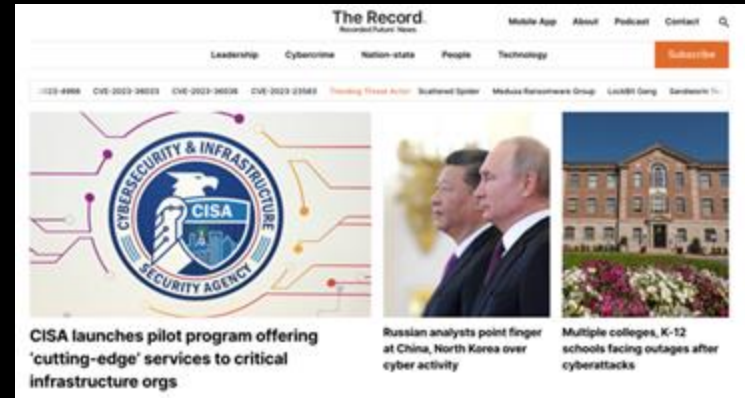 The Record.
Recorded Future News
Mobile App About Podcast Contact
Leadership Cybercrime Nation-state People Technology
Subscribe
CVE-2023-36033 CVE-2023-36036 CVE-2023-23583 Trending Threat Actor Scattered Spider Medusa Ransomware Group LockBit Gang Sandworm
CYBERSECURITY & INFRASTRUCTURE
CISA
SECURITY AGENCY
CISA launches pilot program offering
‘cutting-edge’ services to critical
infrastructure orgs
Russian analysts point finger
at China, North Korea over
cyber activity
Multiple colleges, K-12
schools facing outages after
cyberattacks